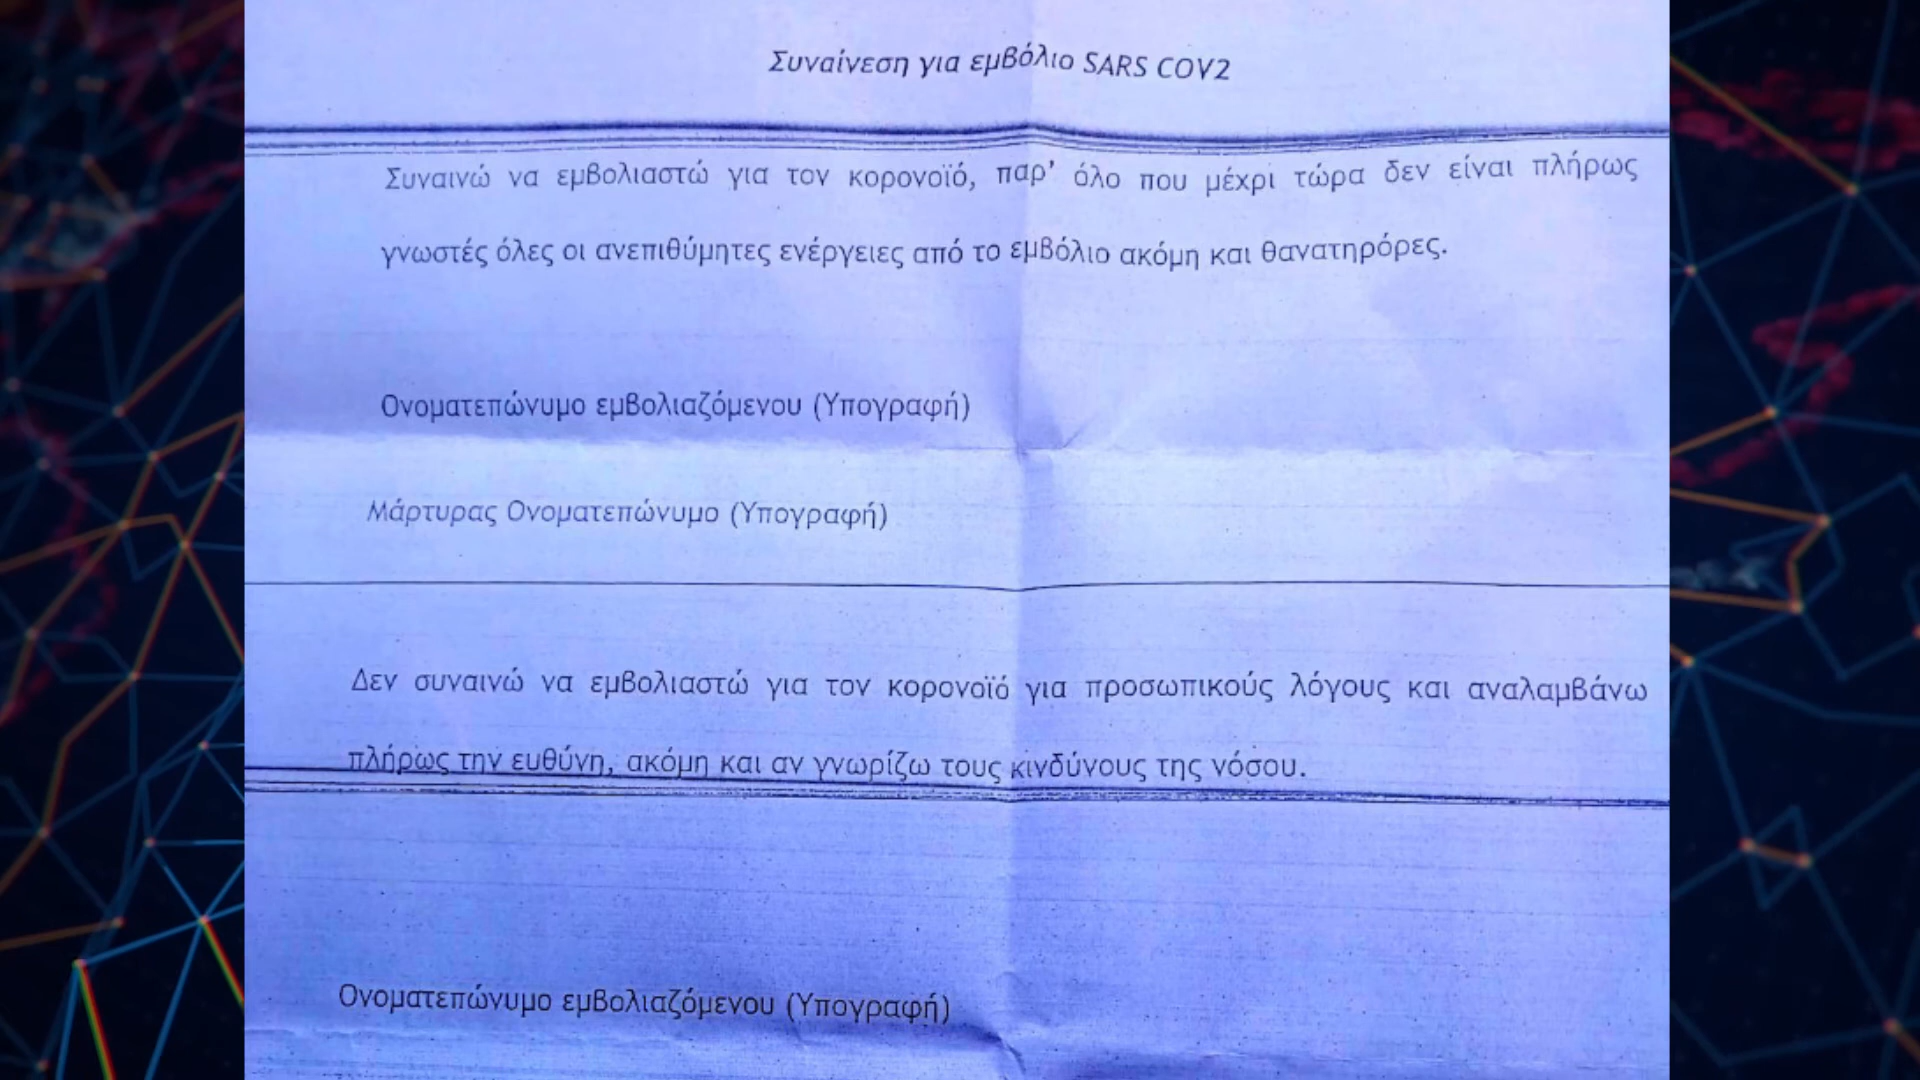 Συναίνεση για εμβόλιο SARS COV2
Συναινώ να εμβολιαστώ για τον κορονοϊό, παρ' όλο που μέχρι τώρα δεν είναι πλήρως
γνωστές όλες οι ανεπιθύμητες ενέργειες από το εμβόλιο ακόμη και θανατηρόρες.
Ονοματεπώνυμο εμβολιαζόμενου (Υπογραφή)
Μάρτυρας Ονοματεπώνυμο (Υπογραφή)
Δεν συναινώ να εμβολιαστώ για τον κορονοϊό για προσωπικούς λόγους και αναλαμβάνω
πλήρως την ευθύνη, ακόμη και αν γνωρίζω τους κινδύνους της νόσου.
Ονοματεπώνυμο εμβολιαζόμενου (Υπογραφή)